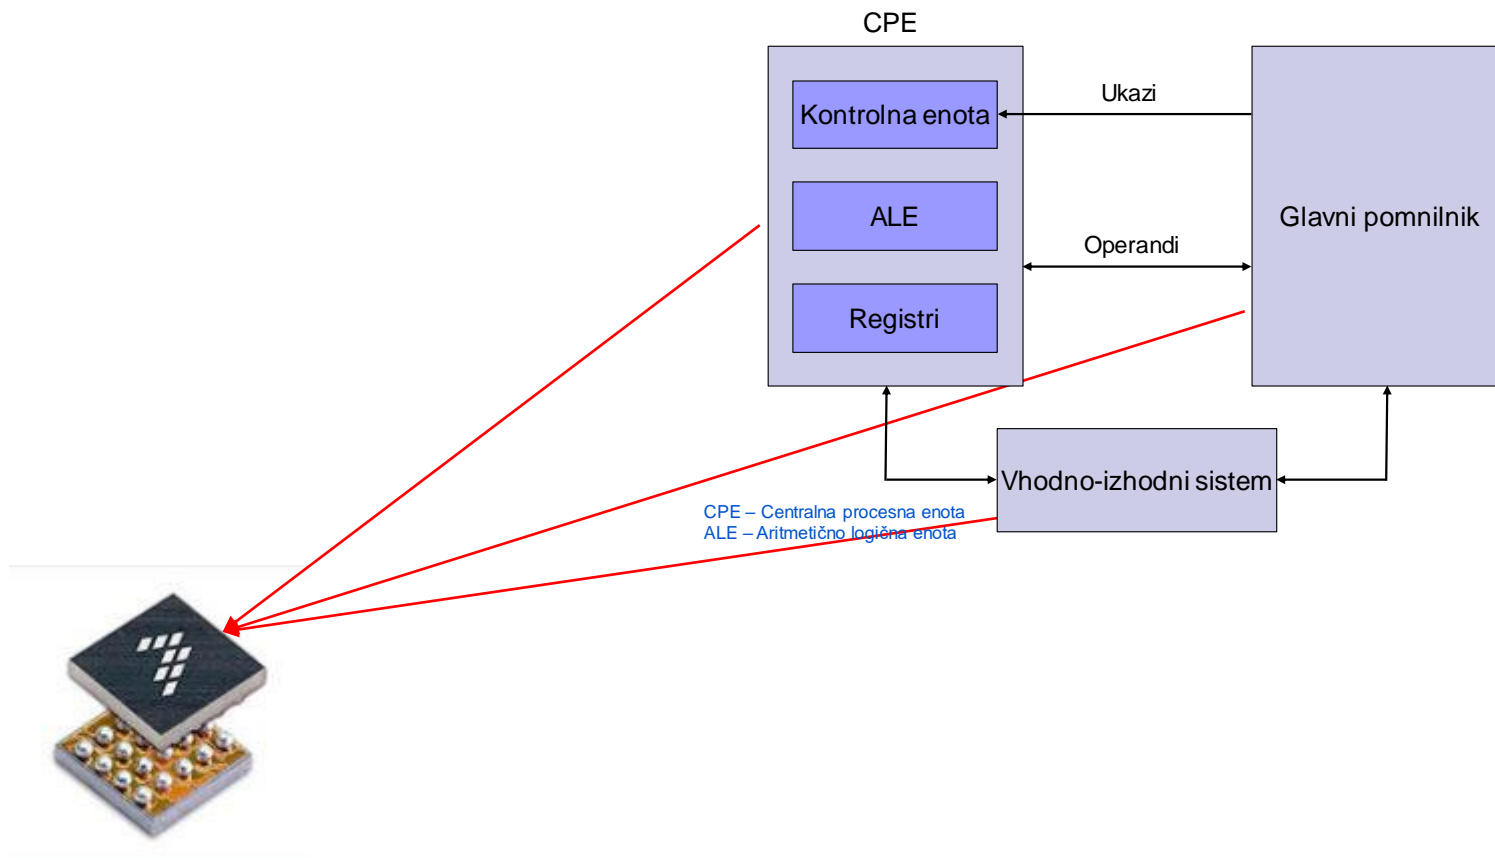 CPE
Kontrolna enota
Ukazi
ALE
Glavni pomnilnik
Operandi
Registri
Vhodno-izhodni sistem
CPE – Centralna procesna enota
ALE – Aritmetično logična enota